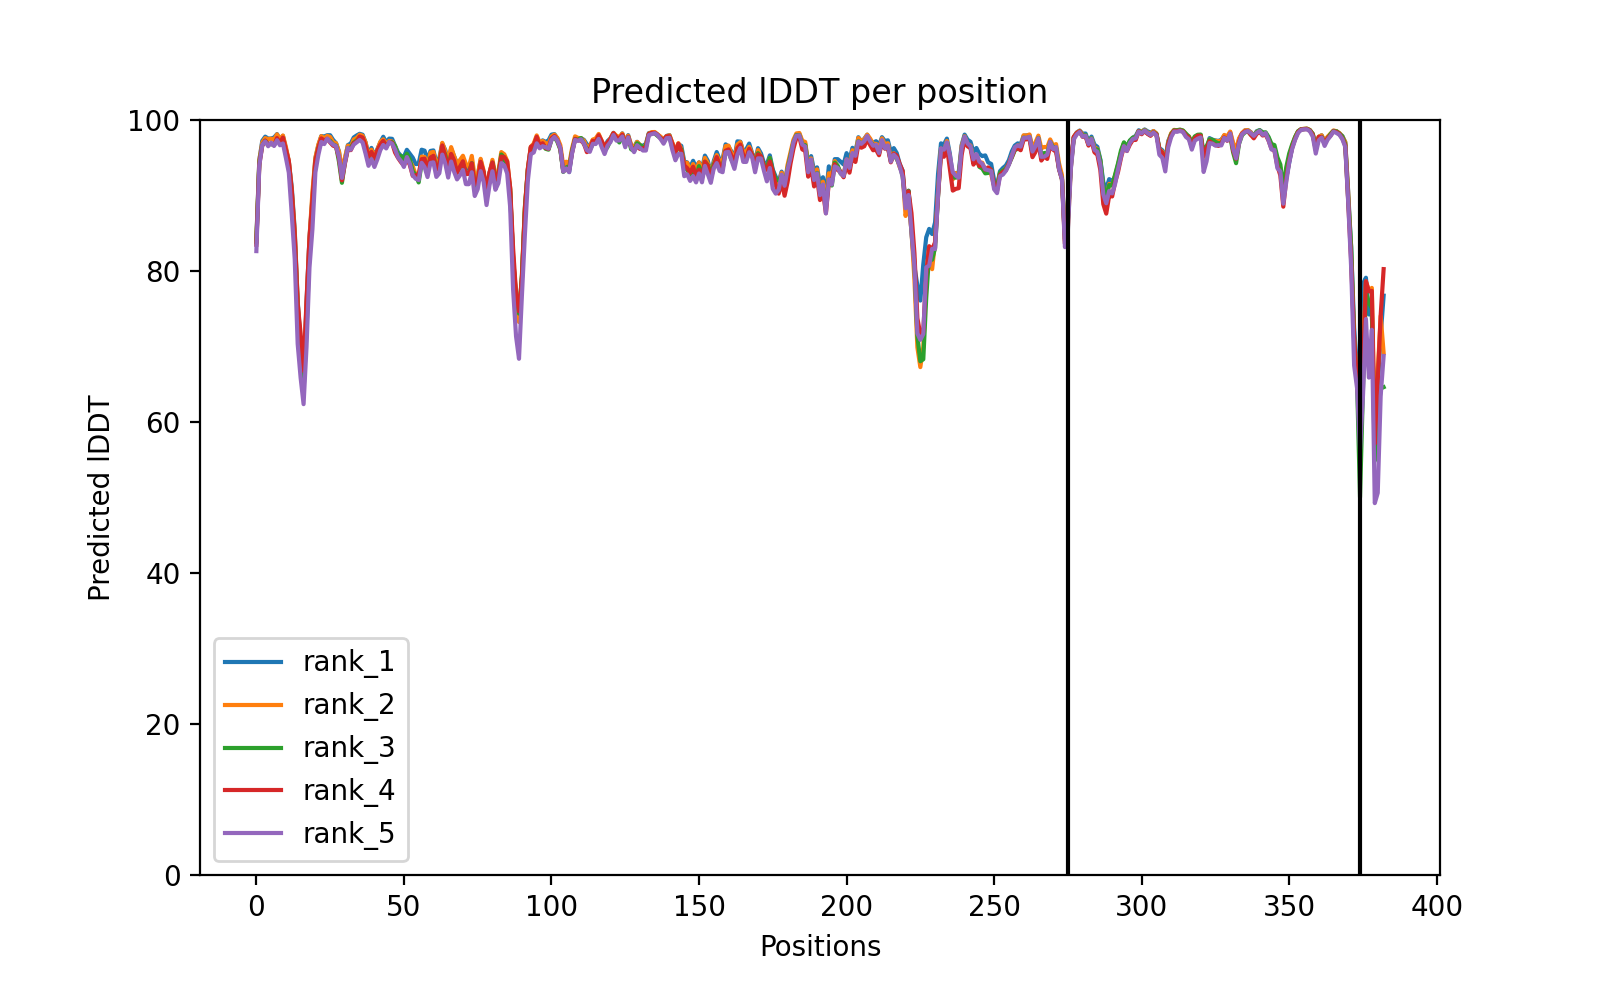 Predicted lDDT per position
100
80
60
40
20
0
Predicted lDDT
rank_1
rank_2
rank_3
rank_4
rank_5
0 50 100 150 200 250 300 350 400
Positions